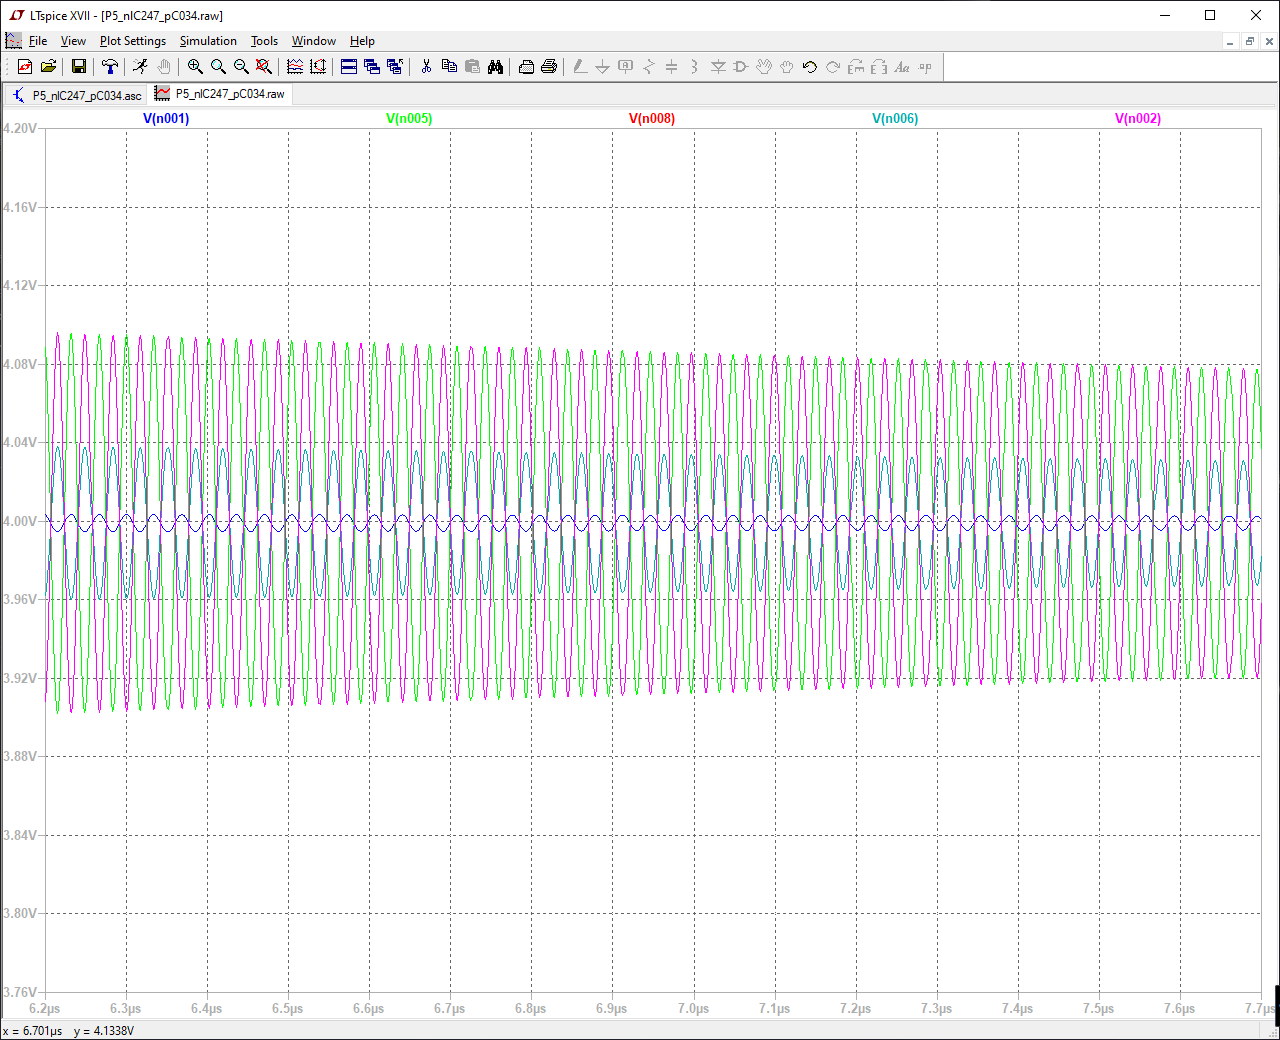 LTspice XVII - [P5_nIC247_pC034.raw]
File View Plot Settings Simulation Tools Window Help
P5_nIC247_pC034.asc P5_nIC247_pC034.raw
V(n001) V(n005) V(n008) V(n006) V(n002)
4.20V
4.16V
4.12V
4.08V
4.04V
4.00V
3.96V
3.92V
3.88V
3.84V
3.80V
3.76V
6.2µs 6.3µs 6.4µs 6.5µs 6.6µs 6.7µs 6.8µs 6.9µs 7.0µs 7.1µs 7.2µs 7.3µs 7.4µs 7.5µs 7.6µs 7.7µs
x = 6.701µs y = 4.1338V